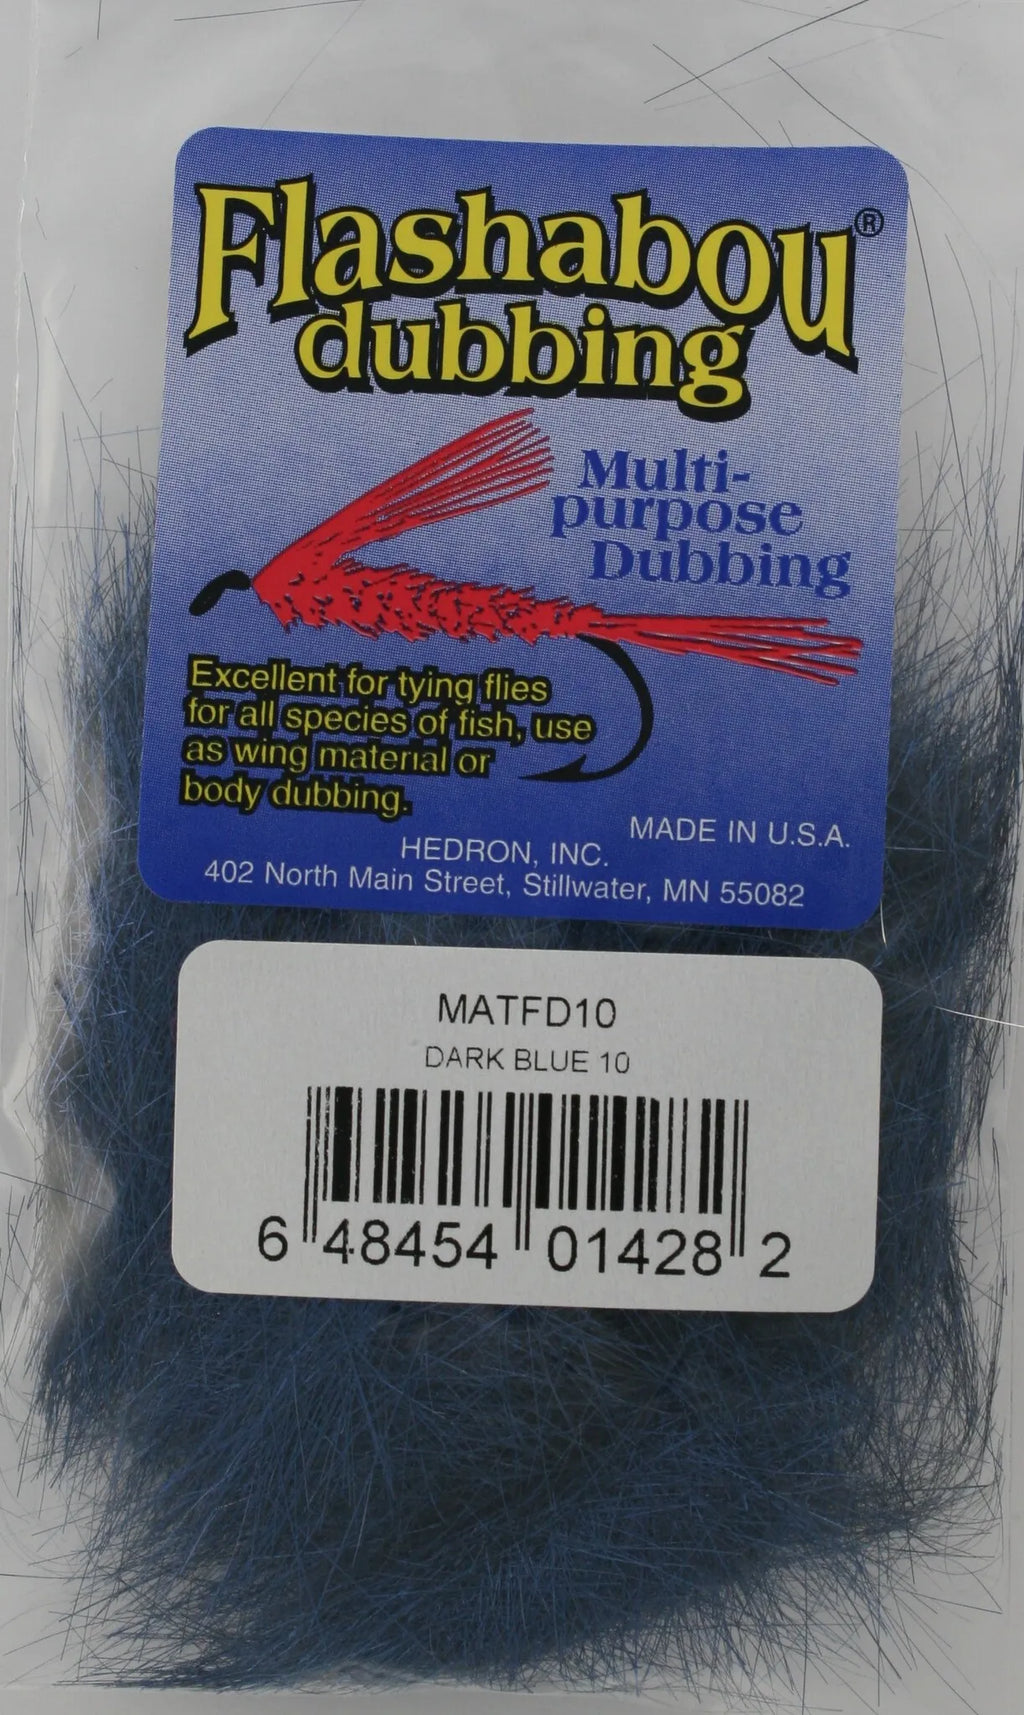 Flashabou®
dubbing
Multi-
purpose
Dubbing
Excellent for tying flies
for all species of fish, use
as wing material or
body dubbing.
MADE IN U.S.A.
HEDRON, INC.
402 North Main Street, Stillwater, MN 55082
MATFD10
DARK BLUE 10
6 48454 01428 2